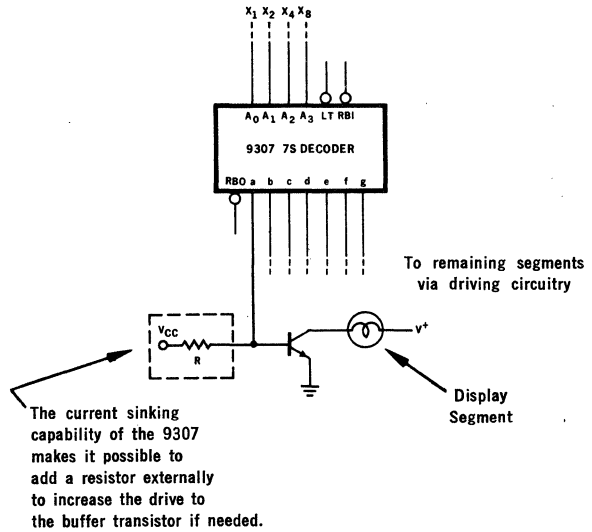 X1 X2 X4 X8
A0 A1 A2 A3 LT RBI
9307 7S DECODER
RBO a b c d e f g
To remaining segments
via driving circuitry
VCC
R
V+
Display
Segment
The current sinking
capability of the 9307
makes it possible to
add a resistor externally
to increase the drive to
the buffer transistor if needed.